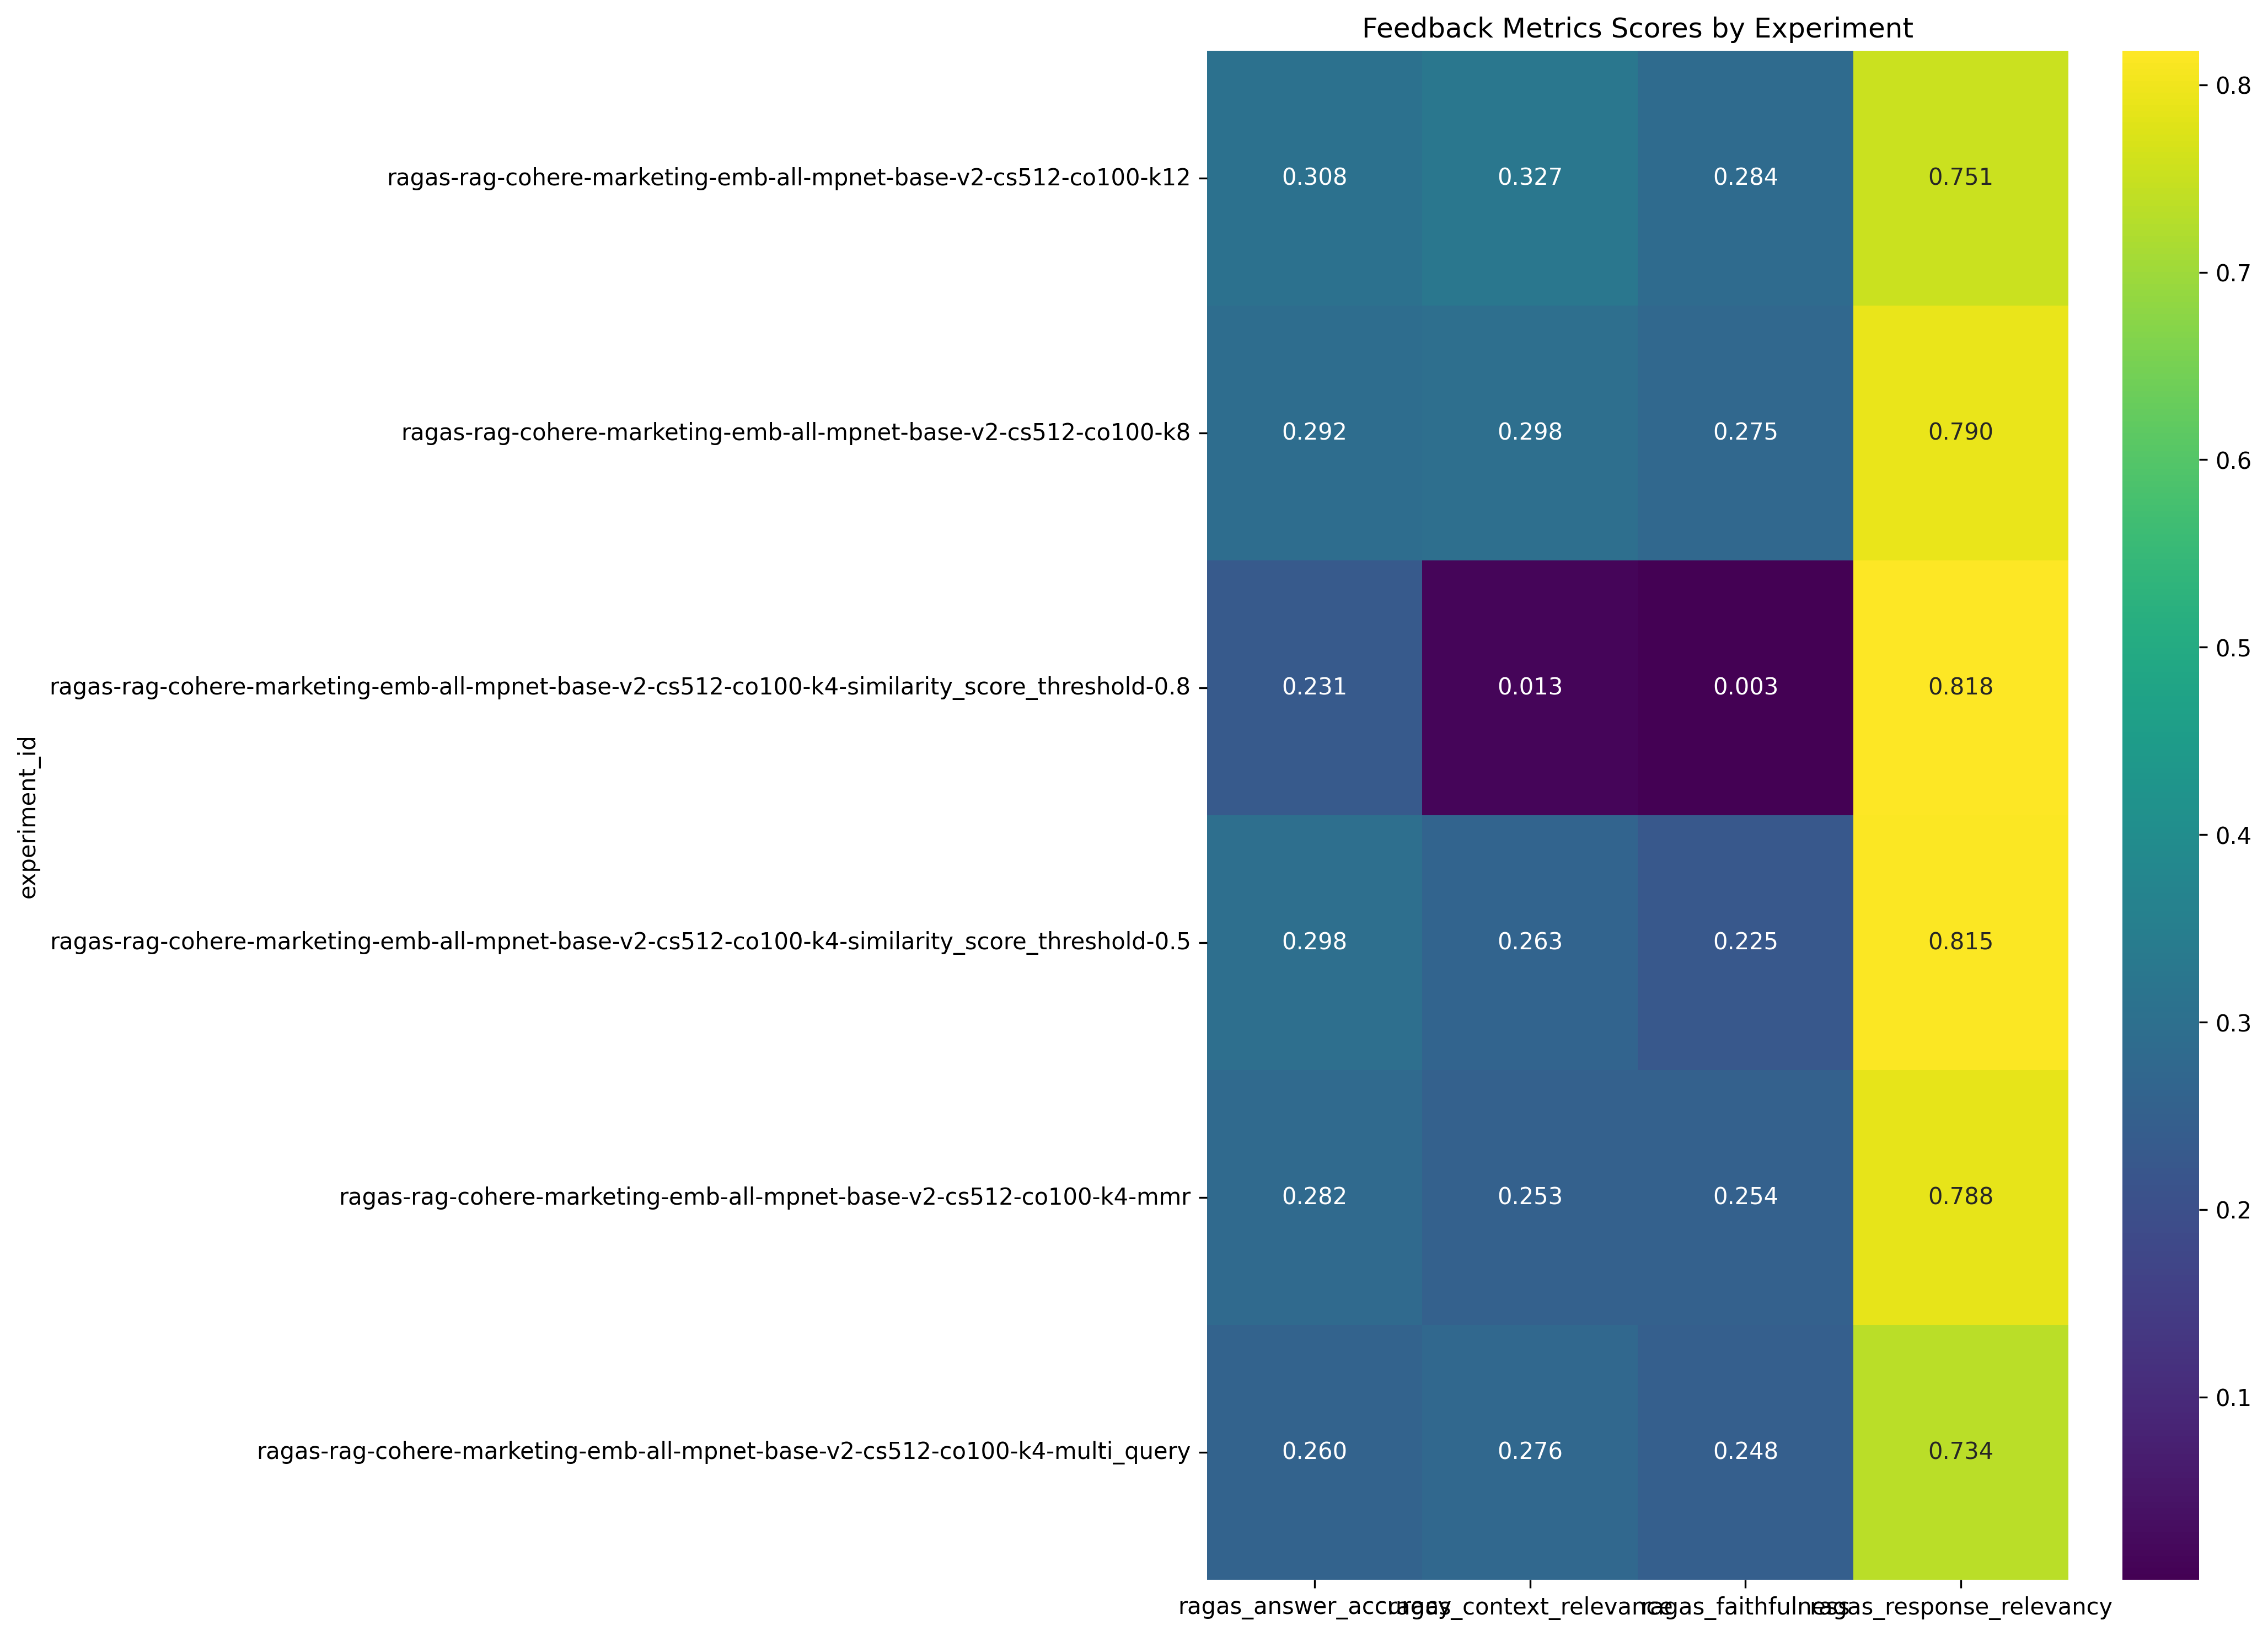 Feedback Metrics Scores by Experiment
experiment_id
ragas-rag-cohere-marketing-emb-all-mpnet-base-v2-cs512-co100-k12 0.308 0.327 0.284 0.751
ragas-rag-cohere-marketing-emb-all-mpnet-base-v2-cs512-co100-k8 0.292 0.298 0.275 0.790
ragas-rag-cohere-marketing-emb-all-mpnet-base-v2-cs512-co100-k4-similarity_score_threshold-0.8 0.231 0.013 0.003 0.818
ragas-rag-cohere-marketing-emb-all-mpnet-base-v2-cs512-co100-k4-similarity_score_threshold-0.5 0.298 0.263 0.225 0.815
ragas-rag-cohere-marketing-emb-all-mpnet-base-v2-cs512-co100-k4-mmr 0.282 0.253 0.254 0.788
ragas-rag-cohere-marketing-emb-all-mpnet-base-v2-cs512-co100-k4-multi_query 0.260 0.276 0.248 0.734
ragas_answer_accuracy ragas_context_relevance ragas_faithfulness ragas_response_relevancy
0.8
0.7
0.6
0.5
0.4
0.3
0.2
0.1